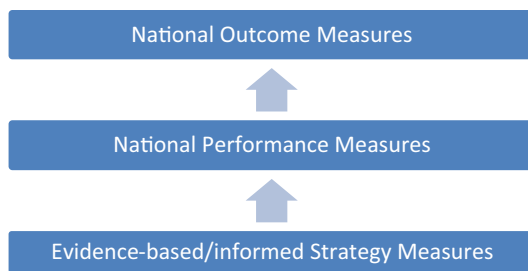 National Outcome Measures
National Performance Measures
Evidence-based/informed Strategy Measures